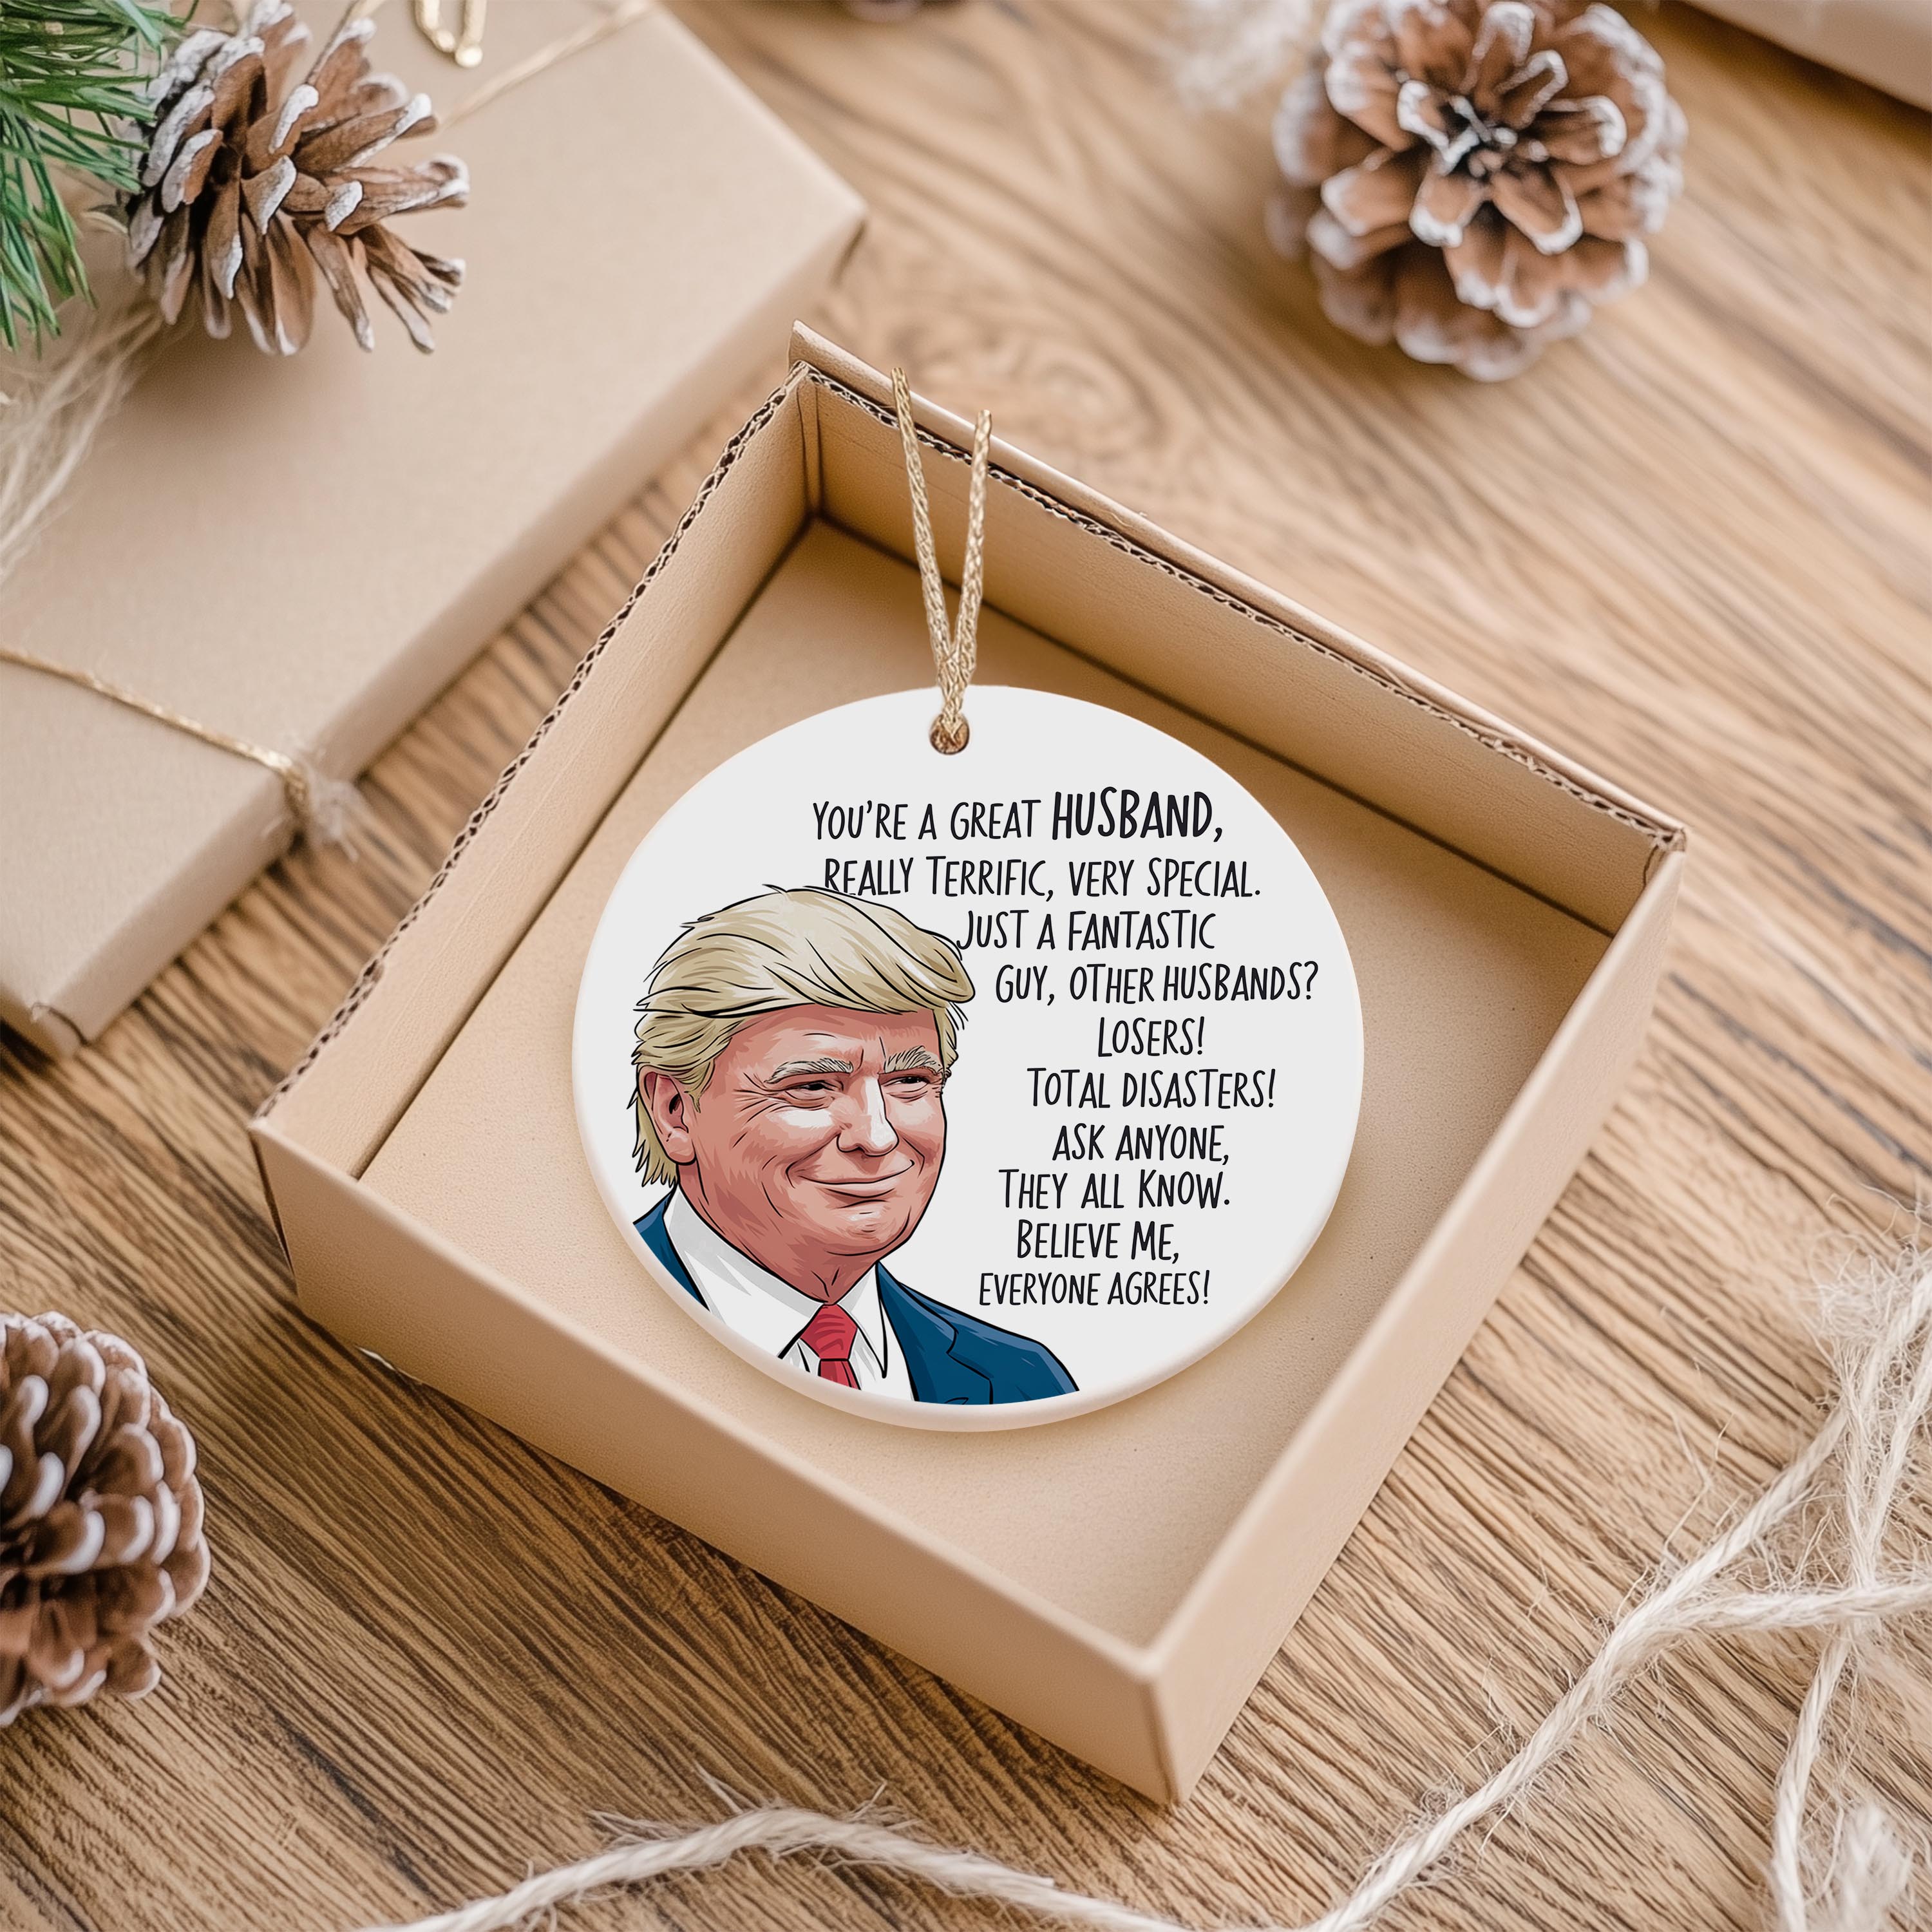 YOU'RE A GREAT HUSBAND,
REALLY TERRIFIC, VERY SPECIAL.
JUST A FANTASTIC
GUY, OTHER HUSBANDS?
LOSERS!
TOTAL DISASTERS!
ASK ANYONE,
THEY ALL KNOW.
BELIEVE ME,
EVERYONE AGREES!